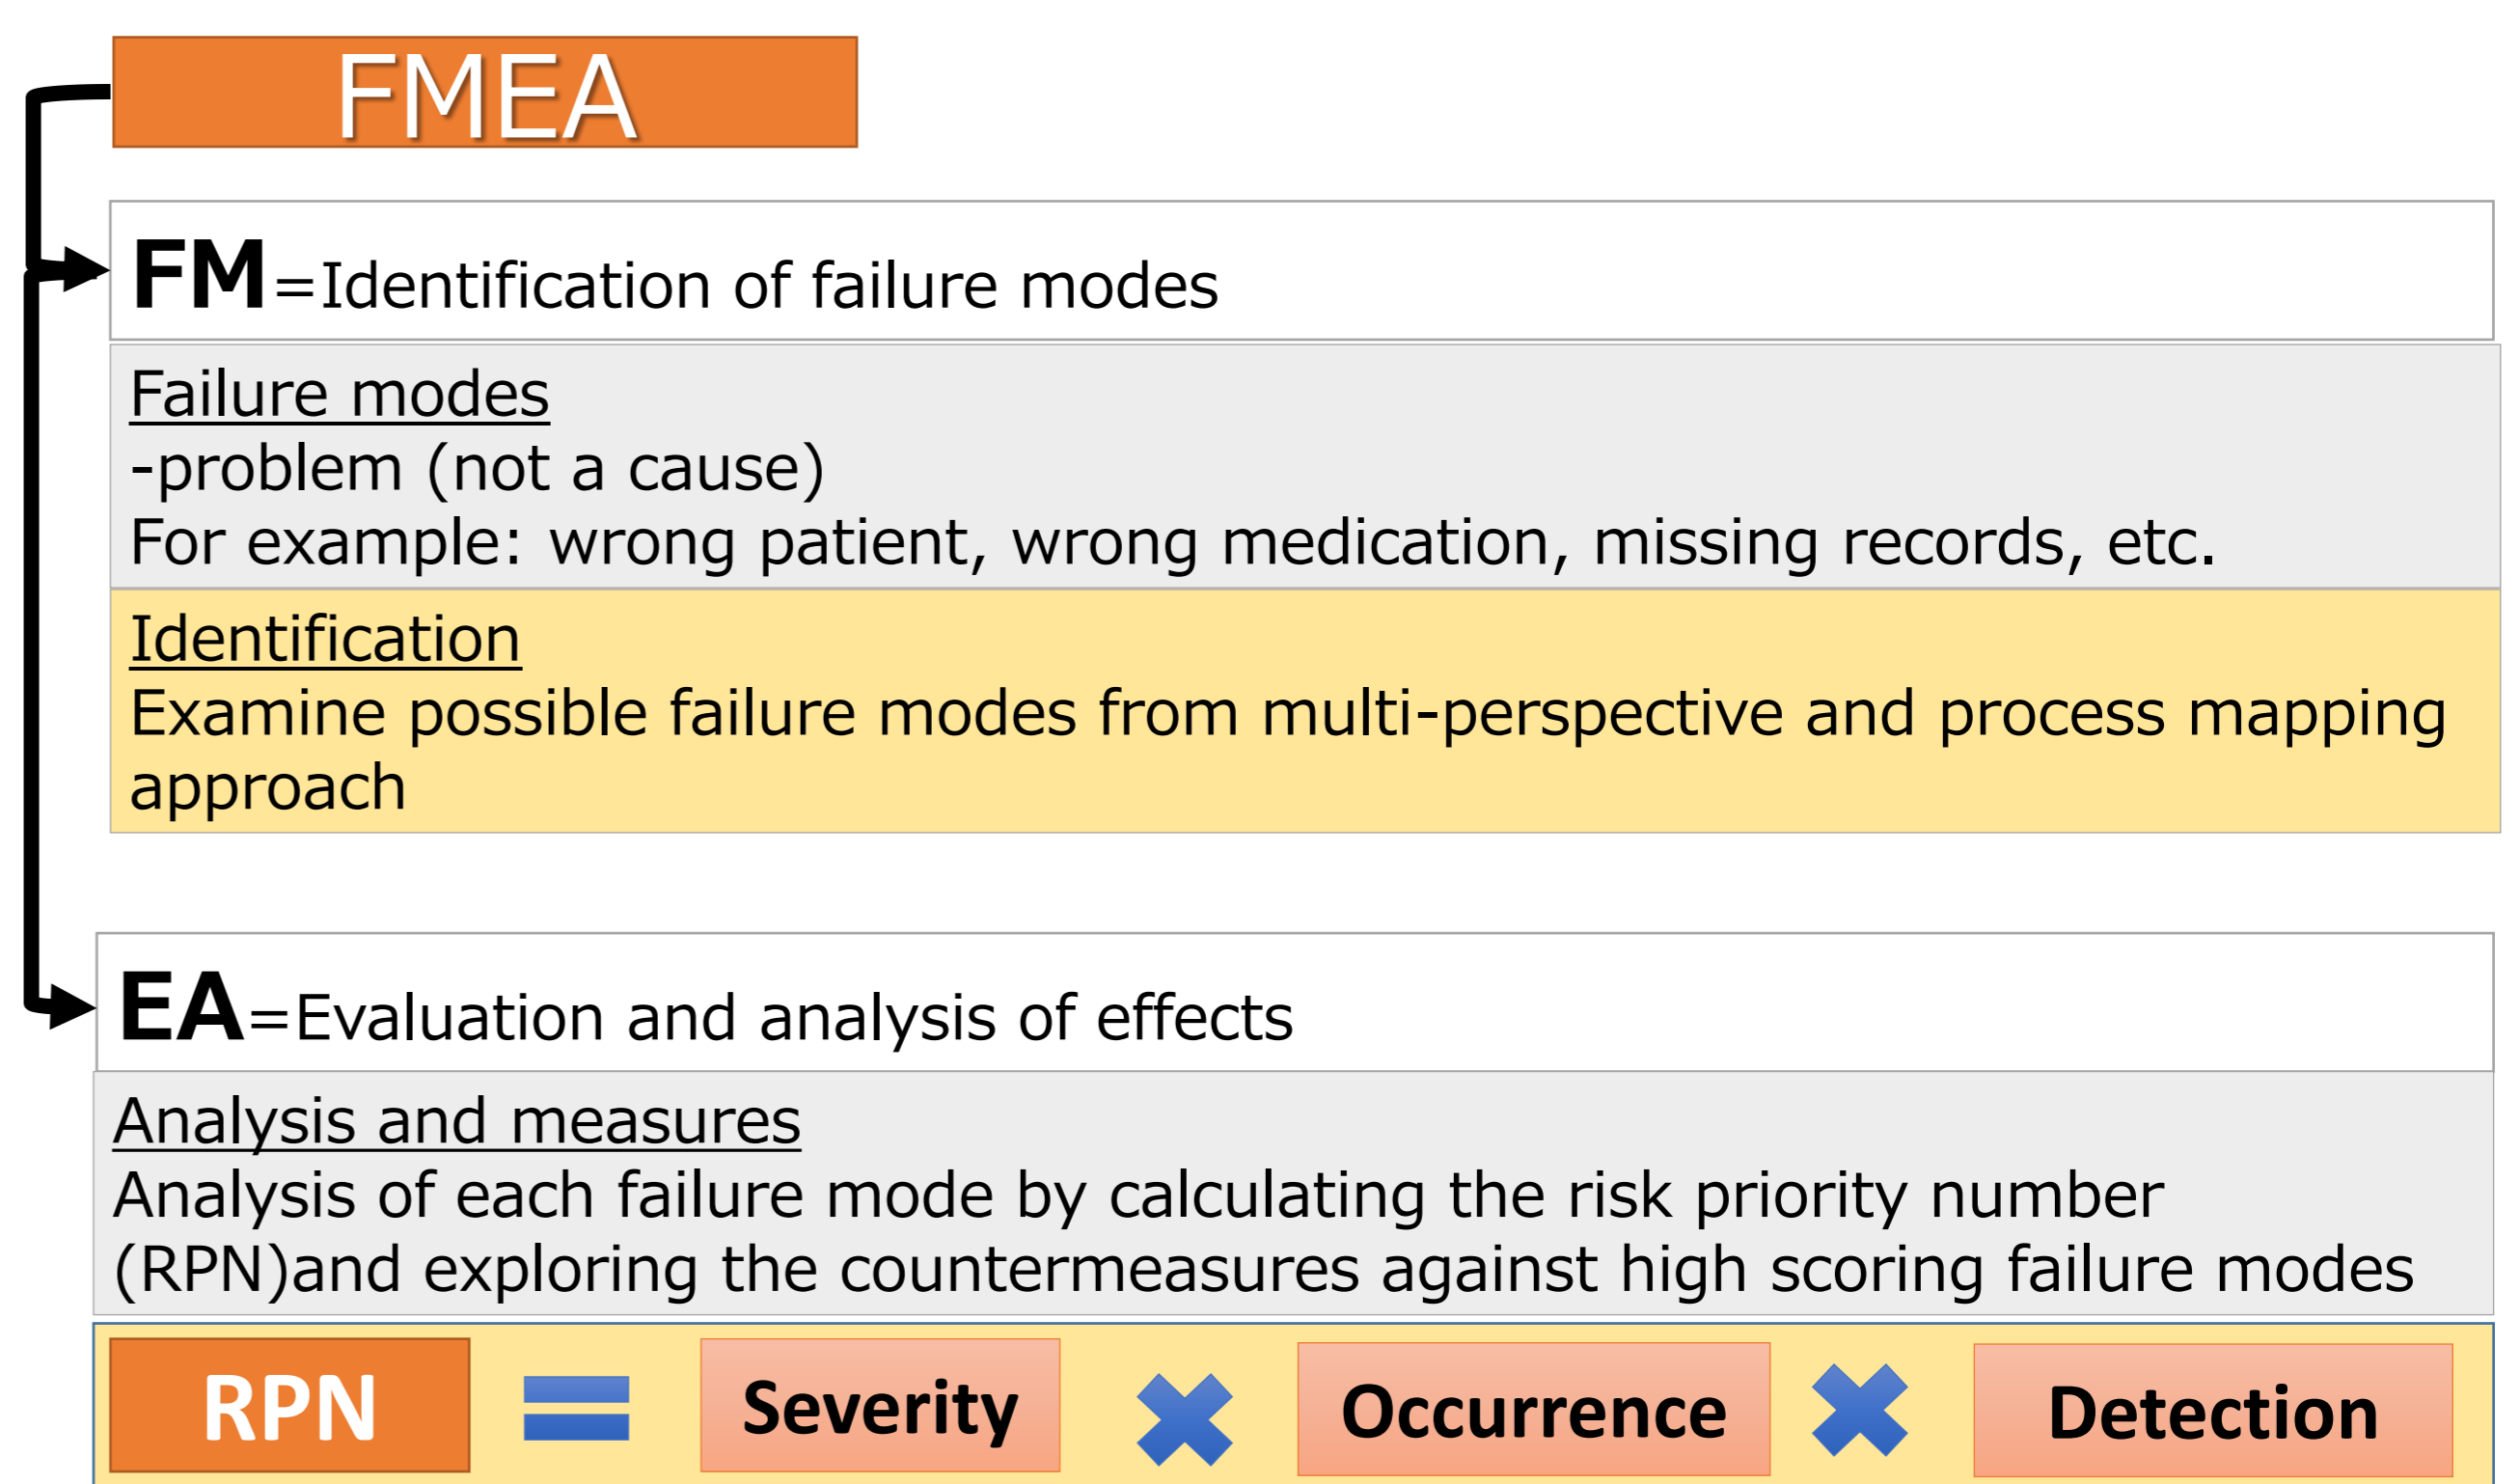 FMEA
FM=Identification of failure modes
Failure modes
-problem (not a cause)
For example: wrong patient, wrong medication, missing records, etc.
Identification
Examine possible failure modes from multi-perspective and process mapping
approach
EA=Evaluation and analysis of effects
Analysis and measures
Analysis of each failure mode by calculating the risk priority number
(RPN)and exploring the countermeasures against high scoring failure modes
RPN = Severity × Occurrence × Detection